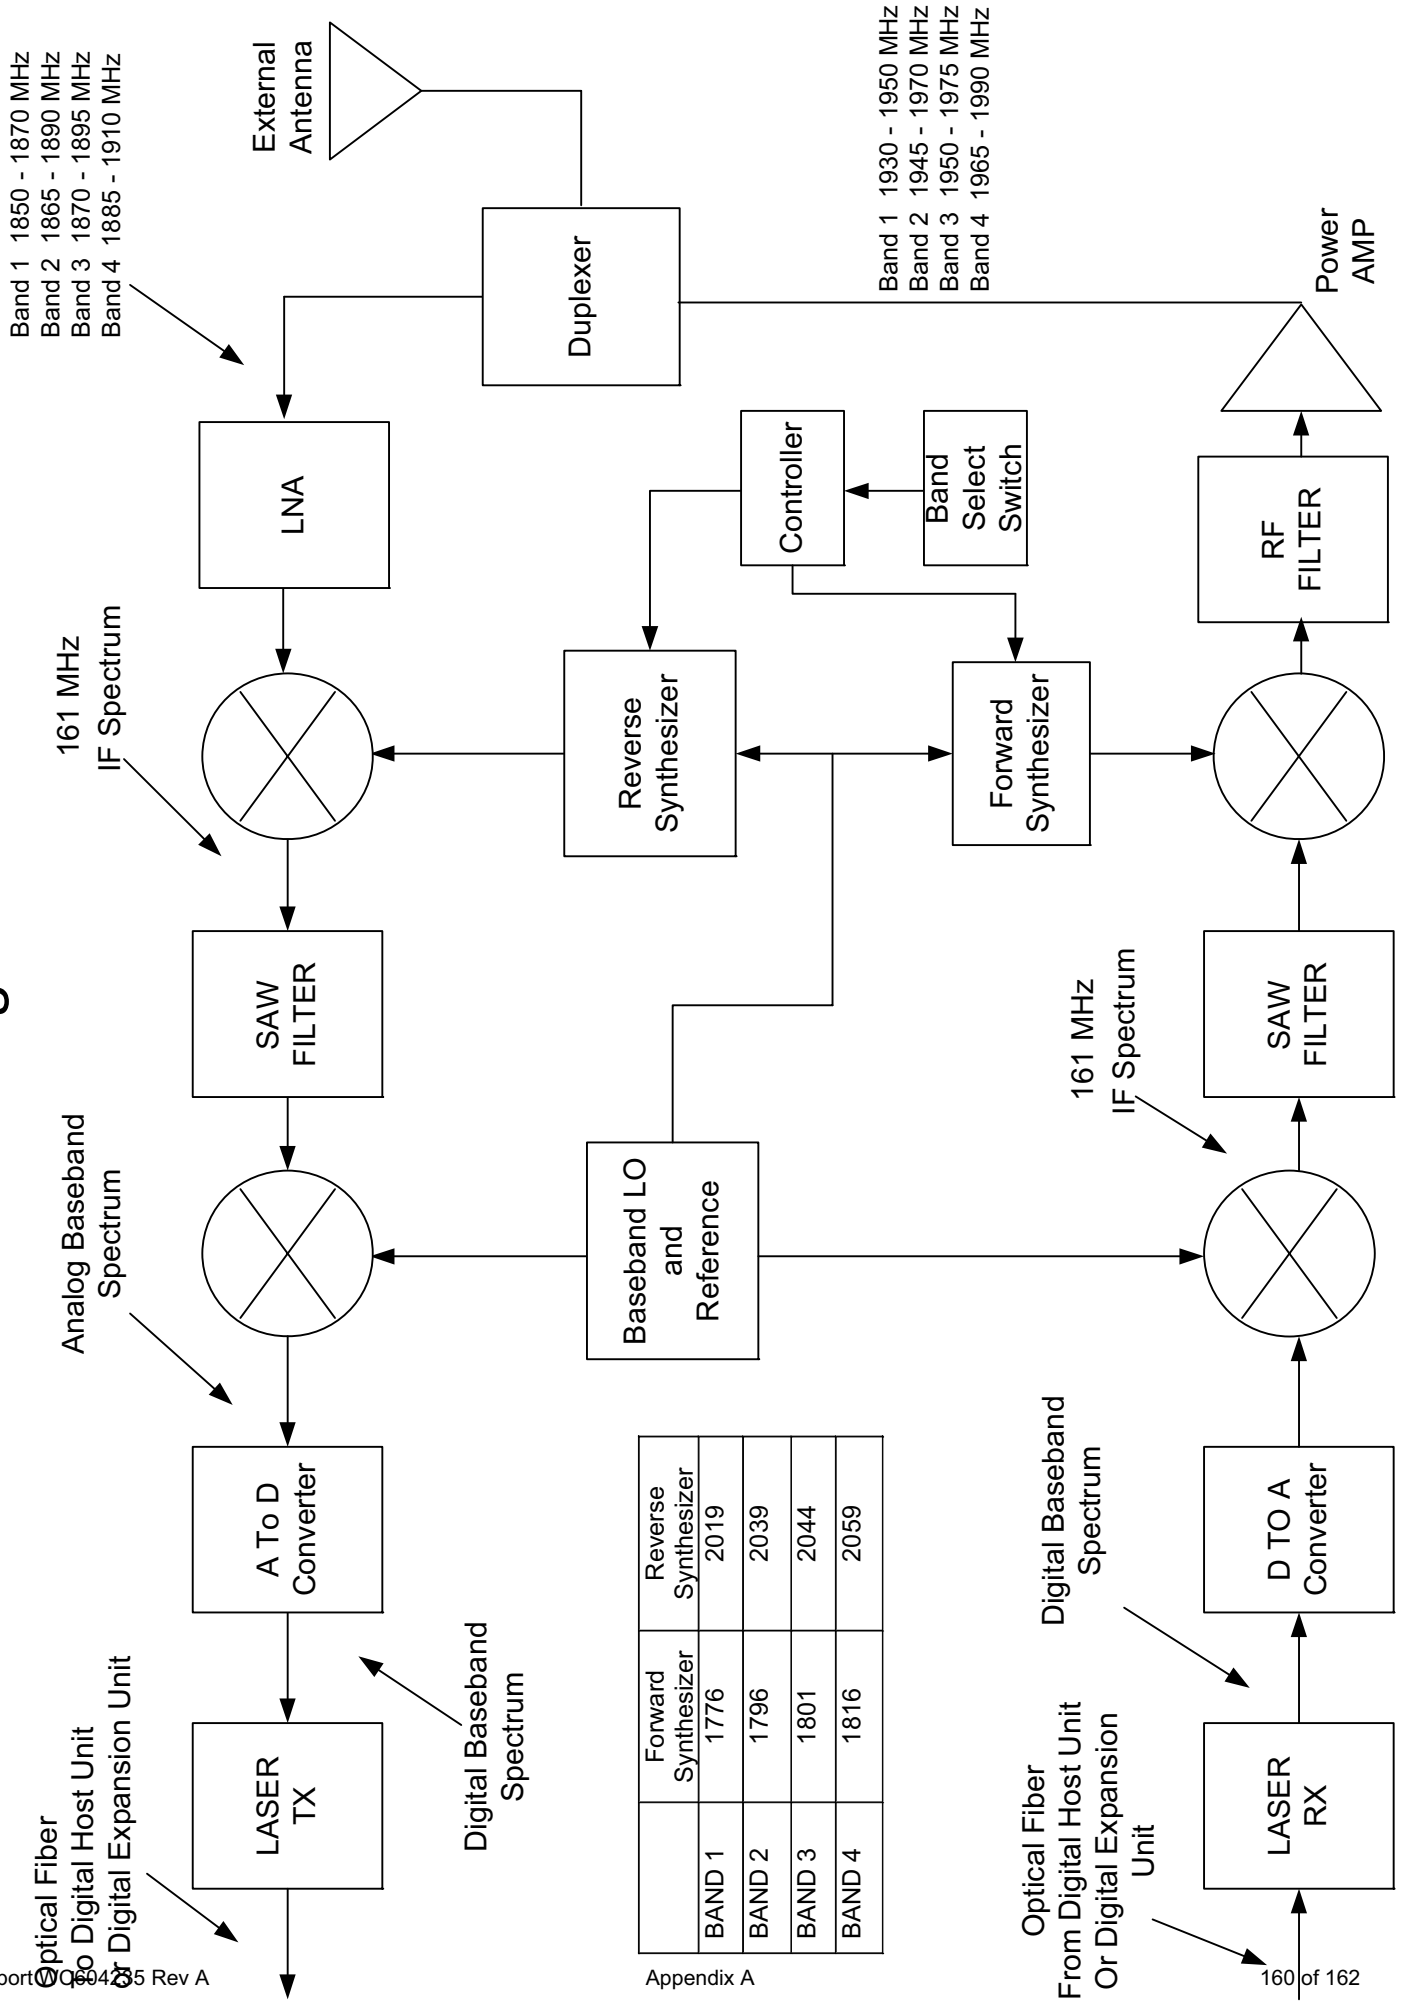 Band 1 1850 - 1870 MHz
Band 2 1865 - 1890 MHz
Band 3 1870 - 1895 MHz
Band 4 1885 - 1910 MHz
External
Antenna
Optical Fiber
To Digital Host Unit
Or Digital Expansion Unit
LASER
TX
A To D
Converter
Analog Baseband
Spectrum
SAW
FILTER
161 MHz
IF Spectrum
LNA
Duplexer
Digital Baseband
Spectrum
Baseband LO
and
Reference
Reverse
Synthesizer
Controller
Band
Select
Switch
Forward
Synthesizer
Forward
Synthesizer
Reverse
Synthesizer
BAND 1 1776 2019
BAND 2 1796 2039
BAND 3 1801 2044
BAND 4 1816 2059
Band 1 1930 - 1950 MHz
Band 2 1945 - 1970 MHz
Band 3 1950 - 1975 MHz
Band 4 1965 - 1990 MHz
Optical Fiber
From Digital Host Unit
Or Digital Expansion
Unit
LASER
RX
Digital Baseband
Spectrum
D TO A
Converter
161 MHz
IF Spectrum
SAW
FILTER
RF
FILTER
Power
AMP
port WC604235 Rev A
Appendix A
160 of 162